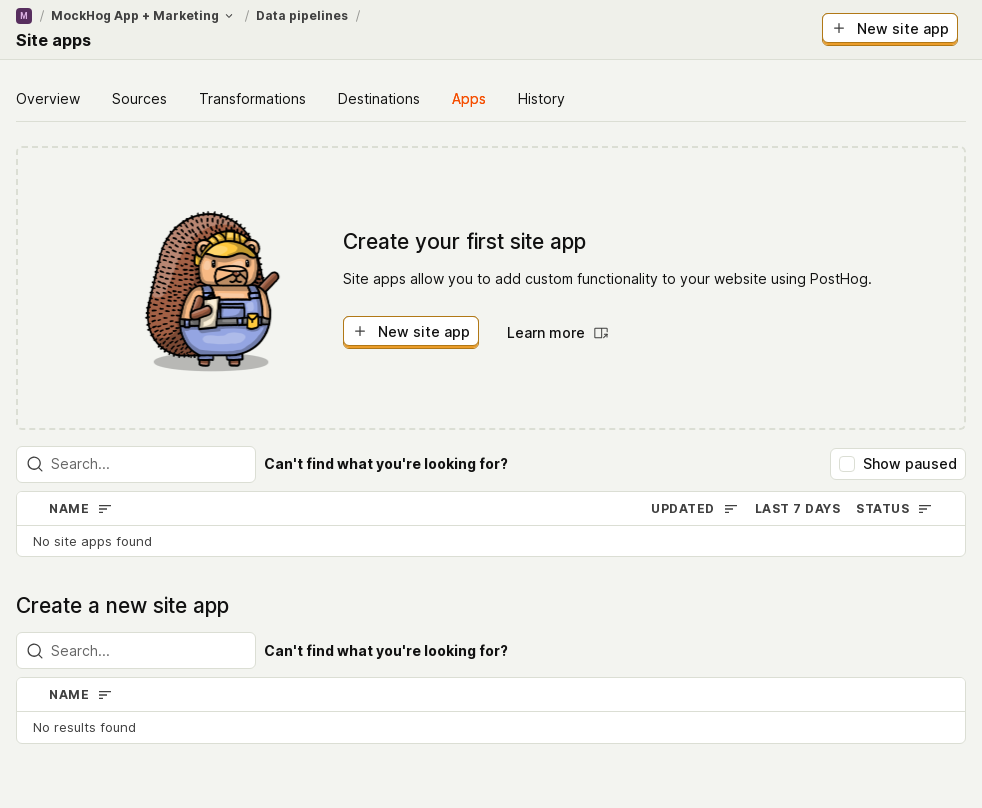 M / MockHog App + Marketing / Data pipelines /
Site apps
New site app
Overview Sources Transformations Destinations Apps History
Create your first site app
Site apps allow you to add custom functionality to your website using PostHog.
New site app Learn more
Search... Can't find what you're looking for? Show paused
NAME UPDATED LAST 7 DAYS STATUS
No site apps found
Create a new site app
Search... Can't find what you're looking for?
NAME
No results found